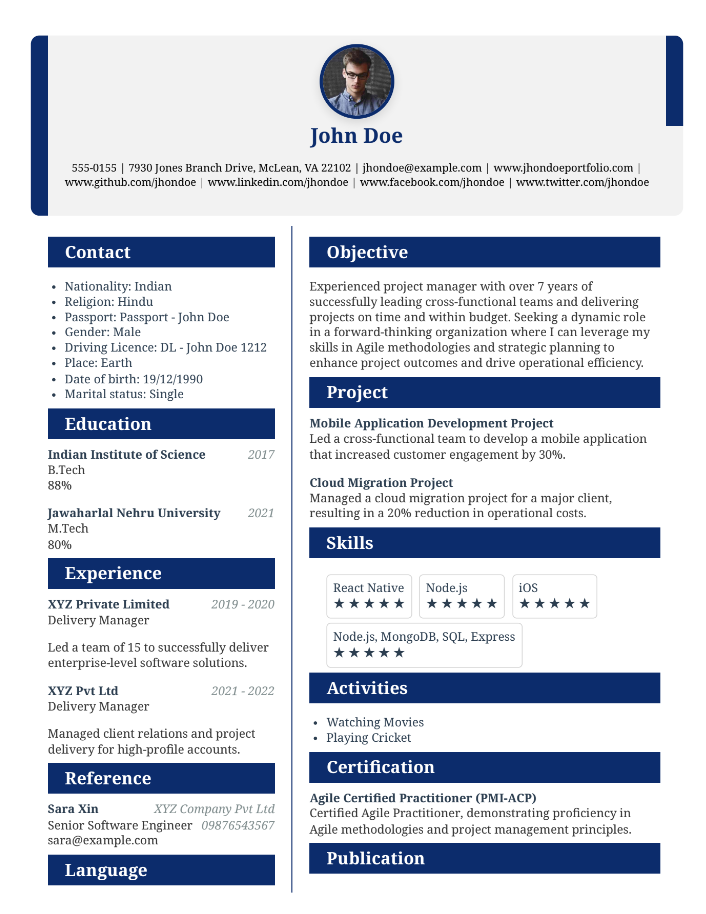 John Doe
555-0155 | 7930 Jones Branch Drive, McLean, VA 22102 | jhondoe@example.com | www.jhondoeportfolio.com |
www.github.com/jhondoe | www.linkedin.com/jhondoe | www.facebook.com/jhondoe | www.twitter.com/jhondoe
Contact
• Nationality: Indian
• Religion: Hindu
• Passport: Passport - John Doe
• Gender: Male
• Driving Licence: DL - John Doe 1212
• Place: Earth
• Date of birth: 19/12/1990
• Marital status: Single
Education
Indian Institute of Science 2017
B.Tech
88%
Jawaharlal Nehru University 2021
M.Tech
80%
Experience
XYZ Private Limited 2019 - 2020
Delivery Manager
Led a team of 15 to successfully deliver
enterprise-level software solutions.
XYZ Pvt Ltd 2021 - 2022
Delivery Manager
Managed client relations and project
delivery for high-profile accounts.
Reference
Sara Xin XYZ Company Pvt Ltd
Senior Software Engineer 09876543567
sara@example.com
Language
Objective
Experienced project manager with over 7 years of
successfully leading cross-functional teams and delivering
projects on time and within budget. Seeking a dynamic role
in a forward-thinking organization where I can leverage my
skills in Agile methodologies and strategic planning to
enhance project outcomes and drive operational efficiency.
Project
Mobile Application Development Project
Led a cross-functional team to develop a mobile application
that increased customer engagement by 30%.
Cloud Migration Project
Managed a cloud migration project for a major client,
resulting in a 20% reduction in operational costs.
Skills
React Native Node.js iOS
★★★★★ ★★★★★ ★★★★★
Node.js, MongoDB, SQL, Express
★★★★★
Activities
• Watching Movies
• Playing Cricket
Certification
Agile Certified Practitioner (PMI-ACP)
Certified Agile Practitioner, demonstrating proficiency in
Agile methodologies and project management principles.
Publication